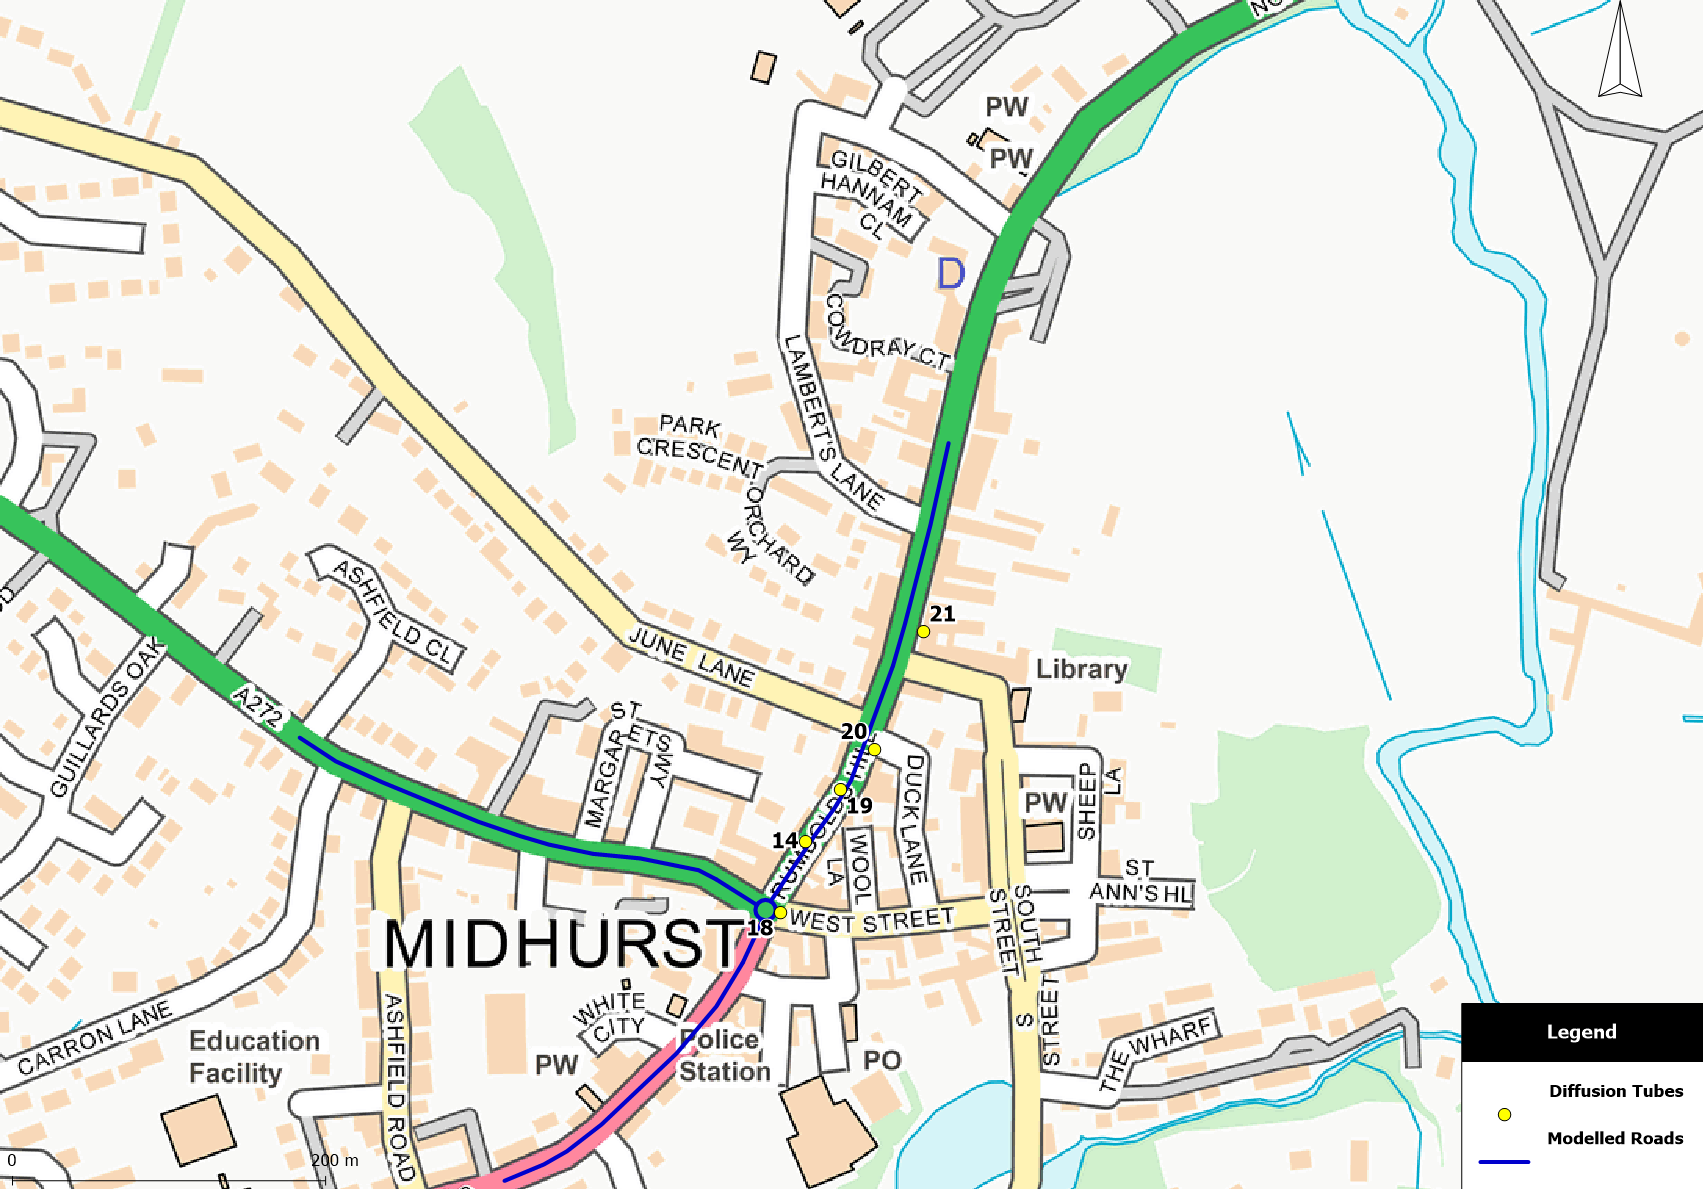 PW
PW
GILBERT
HANNAM
CL
D
COWDRAY CT
LAMBERT'S LANE
PARK
CRESCENT
ORCHARD
WY
ASHFIELD CL
21
JUNE LANE
Library
GUILLARDS OAK
A272
ST
MARGARETS WY
20
RUMBOLDS HILL
19
14
DUCK LANE
WOOL
LA
PW
SHEEP
LA
ST
ANN'S HL
18
WEST STREET
SOUTH
STREET
MIDHURST
CARRON LANE
ASHFIELD ROAD
Education
Facility
WHITE
CITY
PW
Police
Station
PO
S
STREET
THE WHARF
Legend
Diffusion Tubes
Modelled Roads
0
200 m